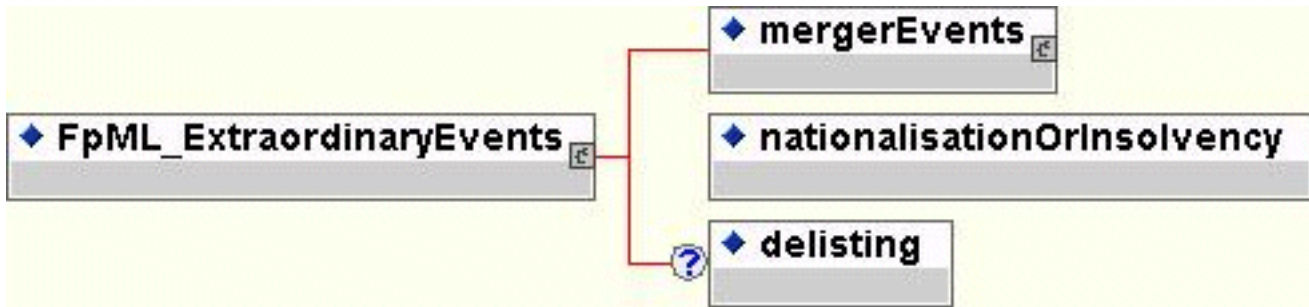 mergerEvents
FpML_ExtraordinaryEvents
nationalisationOrInsolvency
?
delisting